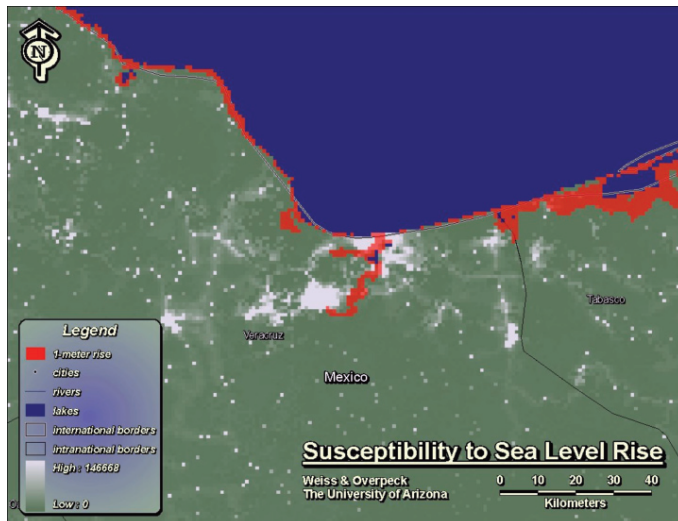 N
Tabasco
Veracruz
Mexico
Legend
1-meter rise
cities
rivers
lakes
international borders
intranational borders
High : 146668
Low : 0
Susceptibility to Sea Level Rise
Weiss & Overpeck
The University of Arizona
0 10 20 30 40
Kilometers